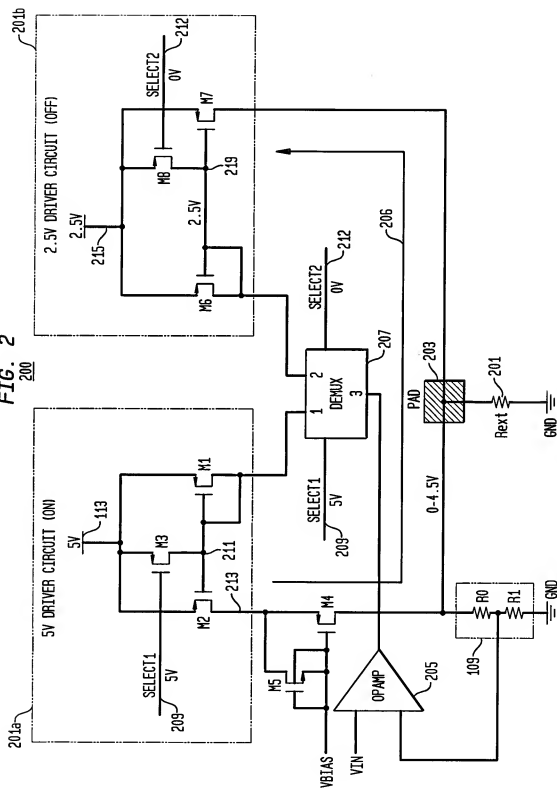 FIG. 2
200
201a
5V DRIVER CIRCUIT (ON)
5V
113
SELECT1
5V
209
M3
M2
M1
211
213
201b
2.5V DRIVER CIRCUIT (OFF)
2.5V
215
SELECT2
0V
212
M8
M6
M7
2.5V
219
SELECT1
5V
209
1
2
DEMUX
3
207
SELECT2
0V
212
206
M5
M4
VBIAS
VIN
OPAMP
205
0-4.5V
PAD
203
Rext
201
GND
109
R0
R1
GND